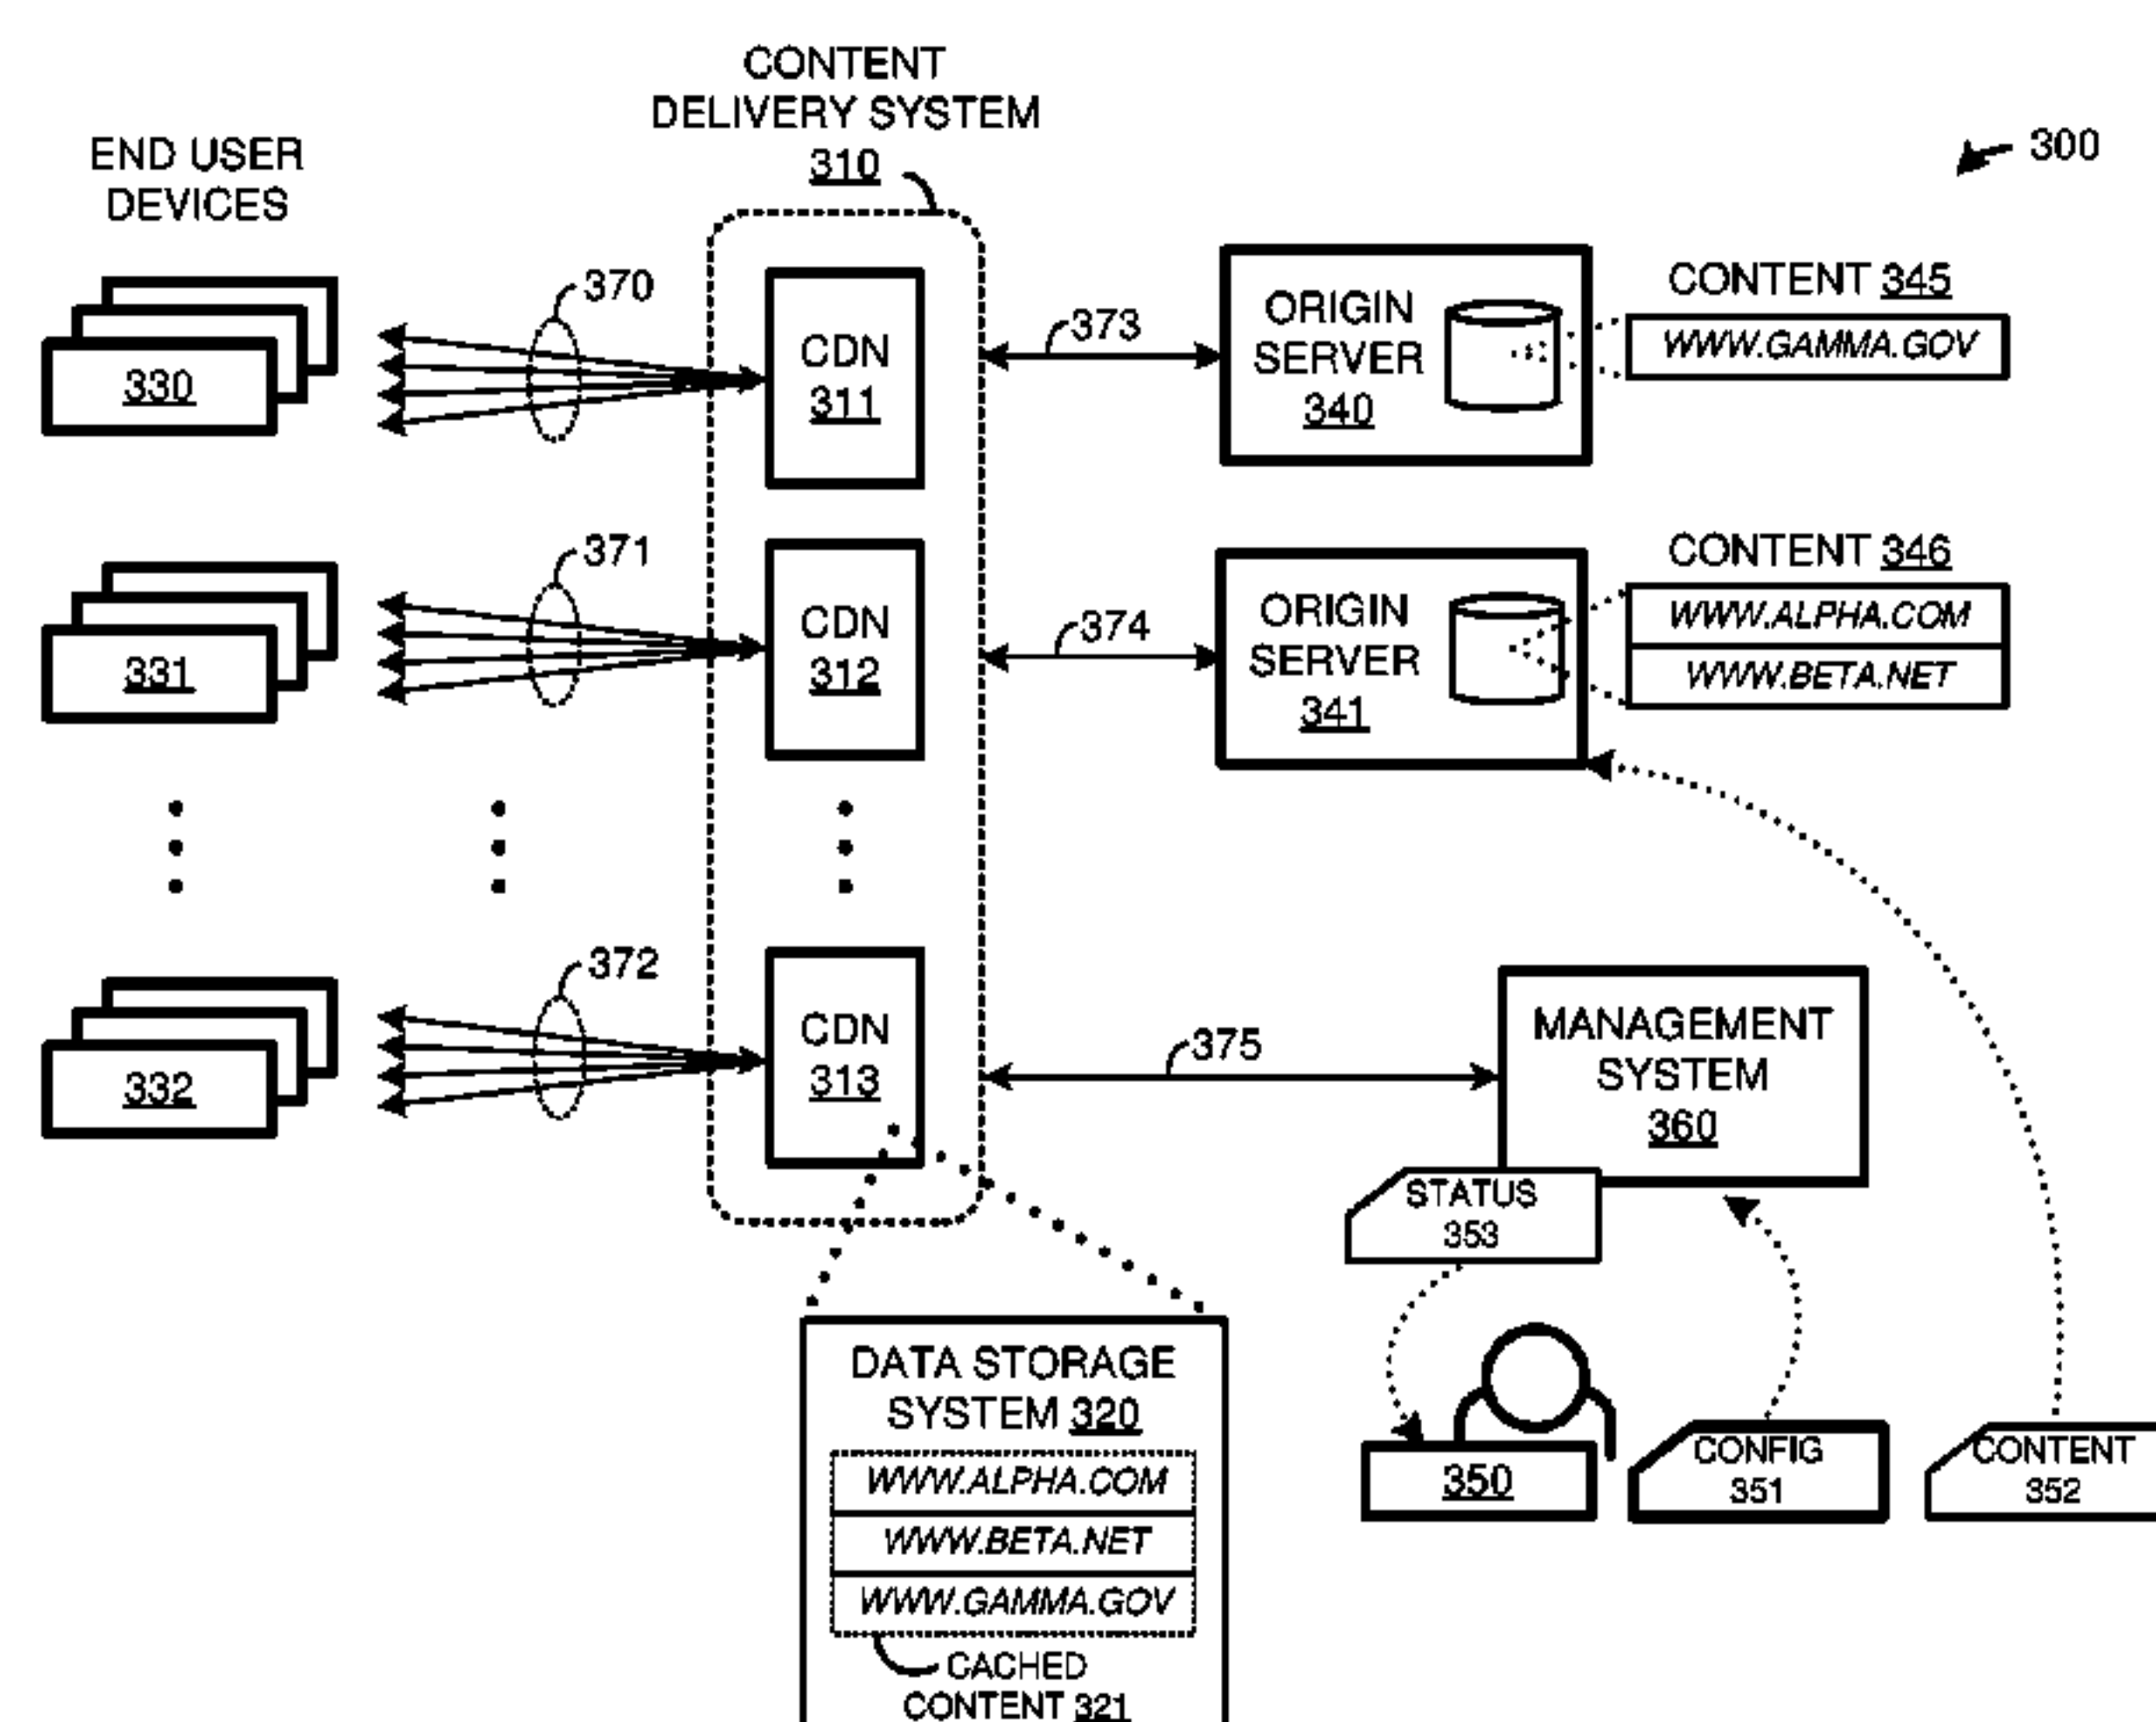 CONTENT
DELIVERY SYSTEM
310
300
END USER
DEVICES
370
330
CDN
311
373
ORIGIN
SERVER
340
CONTENT 345
WWW.GAMMA.GOV
371
331
CDN
312
374
ORIGIN
SERVER
341
CONTENT 346
WWW.ALPHA.COM
WWW.BETA.NET
372
332
CDN
313
375
MANAGEMENT
SYSTEM
360
STATUS
353
DATA STORAGE
SYSTEM 320
WWW.ALPHA.COM
WWW.BETA.NET
WWW.GAMMA.GOV
CACHED
CONTENT 321
350
CONFIG
351
CONTENT
352